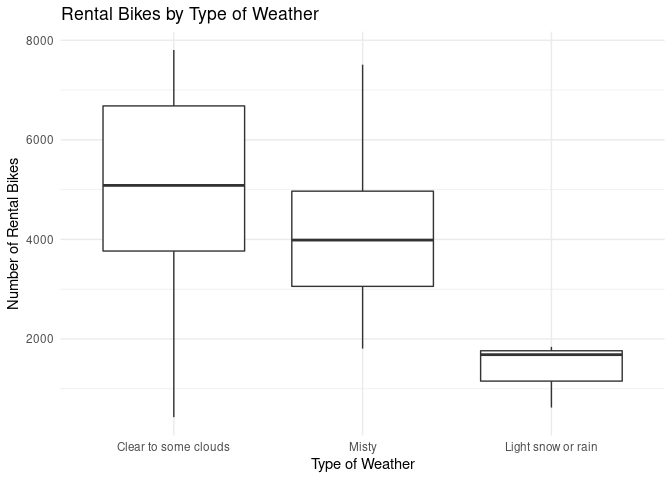 Rental Bikes by Type of Weather
8000
6000
4000
2000
Number of Rental Bikes
Clear to some clouds
Misty
Light snow or rain
Type of Weather